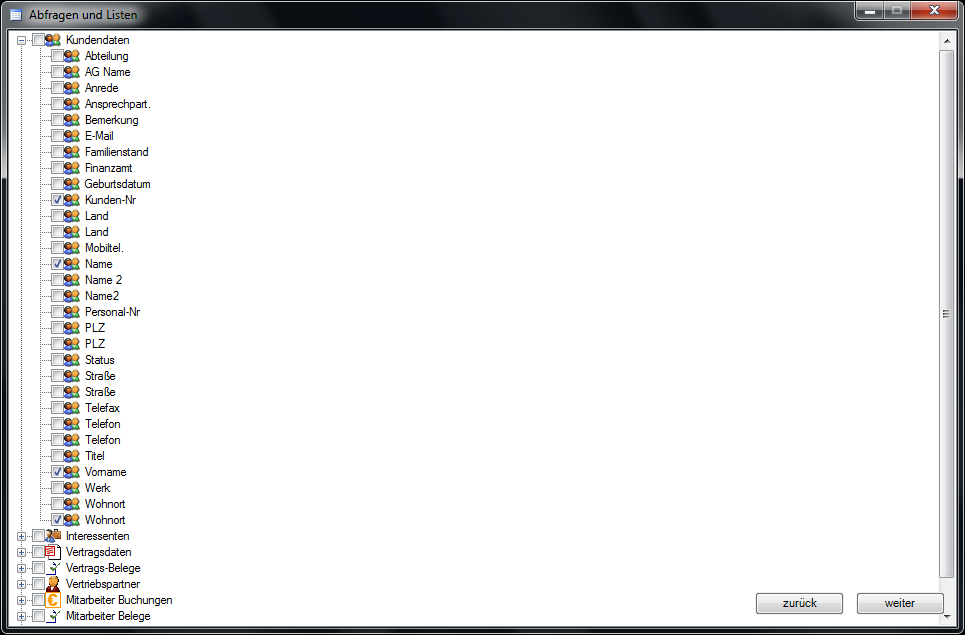 Abfragen und Listen
Kundendaten
Abteilung
AG Name
Anrede
Ansprechpart.
Bemerkung
E-Mail
Familienstand
Finanzamt
Geburtsdatum
Kunden-Nr
Land
Land
Mobiltel.
Name
Name 2
Name2
Personal-Nr
PLZ
PLZ
Status
Straße
Straße
Telefax
Telefon
Telefon
Titel
Vorname
Werk
Wohnort
Wohnort
Interessenten
Vertragsdaten
Vertrags-Belege
Vertriebspartner
Mitarbeiter Buchungen
Mitarbeiter Belege
zurück
weiter